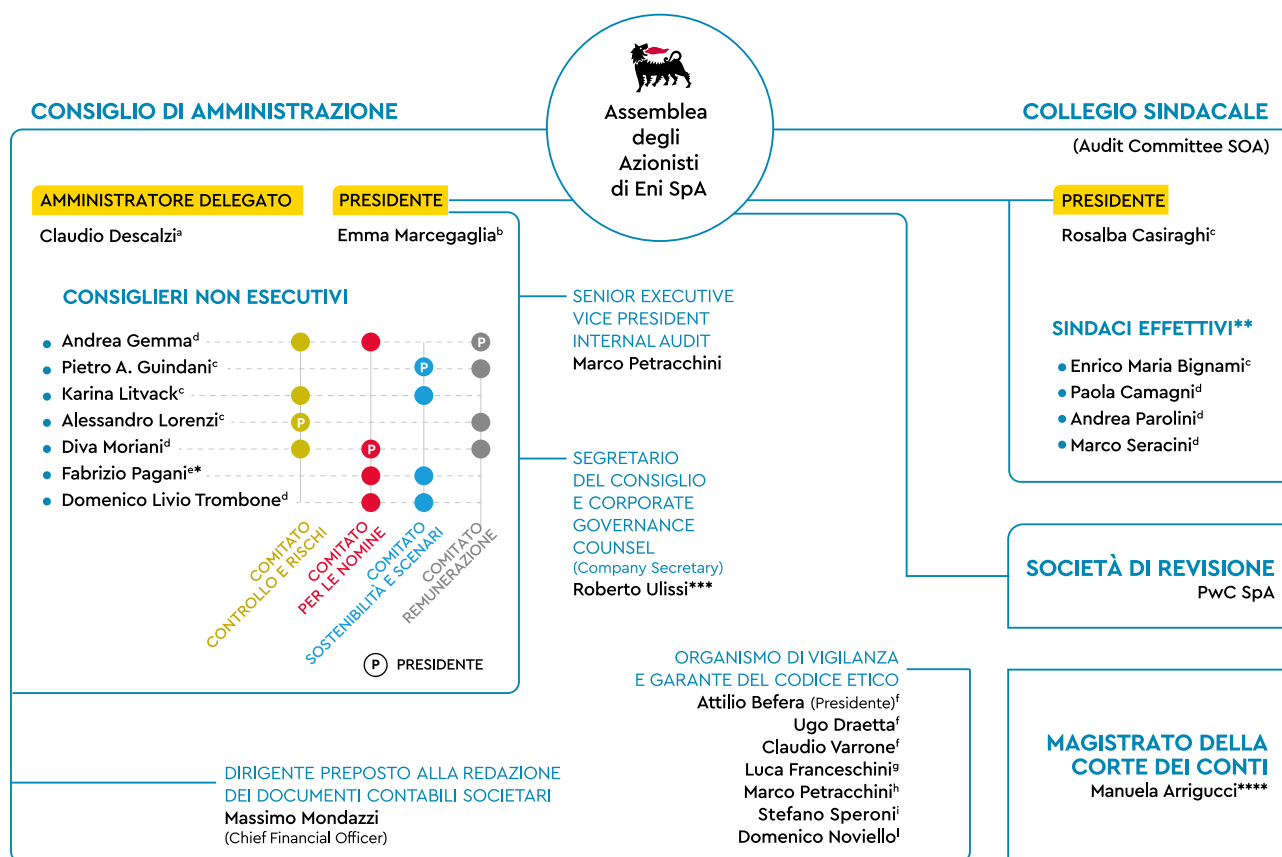 Assemblea
degli
Azionisti
di Eni SpA
CONSIGLIO DI AMMINISTRAZIONE
AMMINISTRATORE DELEGATO
Claudio Descalziᵃ
PRESIDENTE
Emma Marcegagliaᵇ
CONSIGLIERI NON ESECUTIVI
Andrea Gemmaᵈ
P
Pietro A. Guindaniᶜ
P
Karina Litvackᶜ
Alessandro Lorenziᶜ
P
Diva Morianiᵈ
P
Fabrizio Paganiᵉ*
Domenico Livio Tromboneᵈ
COMITATO
CONTROLLO E RISCHI
COMITATO
PER LE NOMINE
COMITATO
SOSTENIBILITÀ E SCENARI
COMITATO
REMUNERAZIONE
P PRESIDENTE
SENIOR EXECUTIVE
VICE PRESIDENT
INTERNAL AUDIT
Marco Petracchini
SEGRETARIO
DEL CONSIGLIO
E CORPORATE
GOVERNANCE
COUNSEL
(Company Secretary)
Roberto Ulissi***
COLLEGIO SINDACALE
(Audit Committee SOA)
PRESIDENTE
Rosalba Casiraghiᶜ
SINDACI EFFETTIVI**
Enrico Maria Bignamiᶜ
Paola Camagniᵈ
Andrea Paroliniᵈ
Marco Seraciniᵈ
SOCIETÀ DI REVISIONE
PwC SpA
ORGANISMO DI VIGILANZA
E GARANTE DEL CODICE ETICO
Attilio Befera (Presidente)ᶠ
Ugo Draettaᶠ
Claudio Varroneᶠ
Luca Franceschiniᵍ
Marco Petracchiniʰ
Stefano Speroniⁱ
Domenico Novielloˡ
MAGISTRATO DELLA
CORTE DEI CONTI
Manuela Arrigucci****
DIRIGENTE PREPOSTO ALLA REDAZIONE
DEI DOCUMENTI CONTABILI SOCIETARI
Massimo Mondazzi
(Chief Financial Officer)